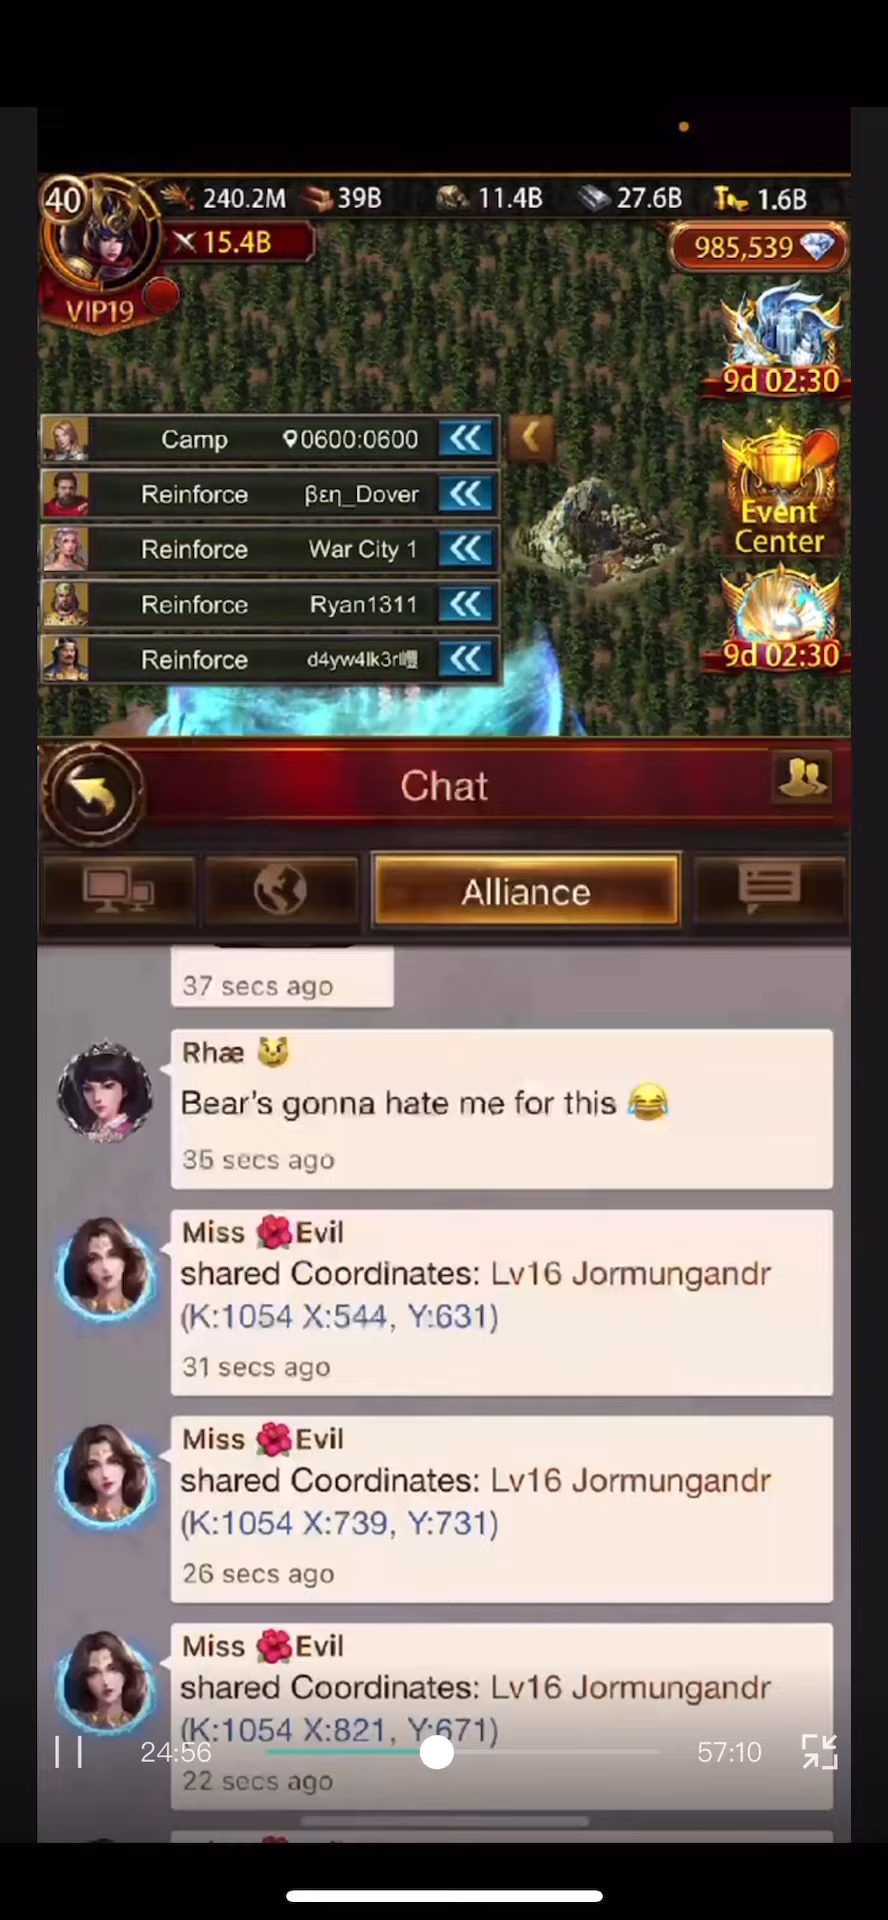 40 240.2M 39B 11.4B 27.6B 1.6B
15.4B 985,539
VIP19
9d 02:30
Camp 0600:0600
Reinforce βεη_Dover
Event
Center
Reinforce War City 1
Reinforce Ryan1311
9d 02:30
Reinforce
Chat
Alliance
37 secs ago
Rhæ 😼
Bear's gonna hate me for this 😂
35 secs ago
Miss 🌺Evil
shared Coordinates: Lv16 Jormungandr
(K:1054 X:544, Y:631)
31 secs ago
Miss 🌺Evil
shared Coordinates: Lv16 Jormungandr
(K:1054 X:739, Y:731)
26 secs ago
Miss 🌺Evil
shared Coordinates: Lv16 Jormungandr
(K:1054 X:821, Y:671)
24:56 57:10
22 secs ago